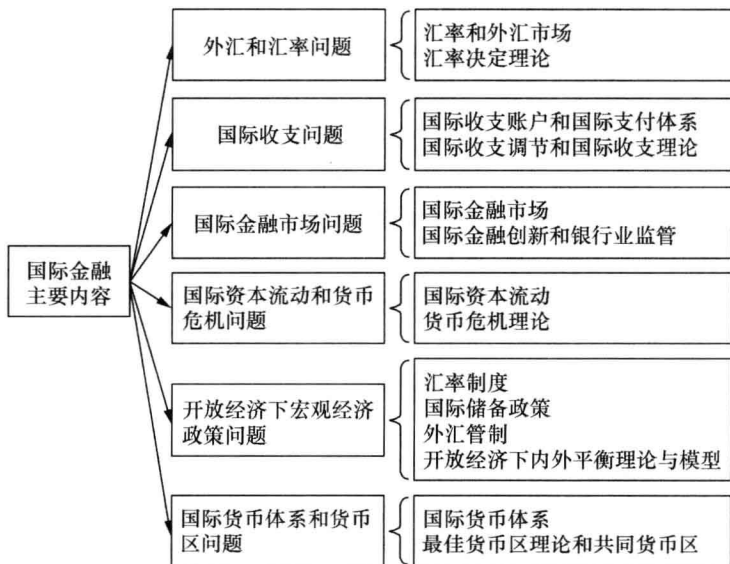 国际金融
主要内容
外汇和汇率问题
汇率和外汇市场
汇率决定理论
国际收支问题
国际收支账户和国际支付体系
国际收支调节和国际收支理论
国际金融市场问题
国际金融市场
国际金融创新和银行业监管
国际资本流动和货币
危机问题
国际资本流动
货币危机理论
开放经济下宏观经济
政策问题
汇率制度
国际储备政策
外汇管制
开放经济下内外平衡理论与模型
国际货币体系和货币
区问题
国际货币体系
最佳货币区理论和共同货币区